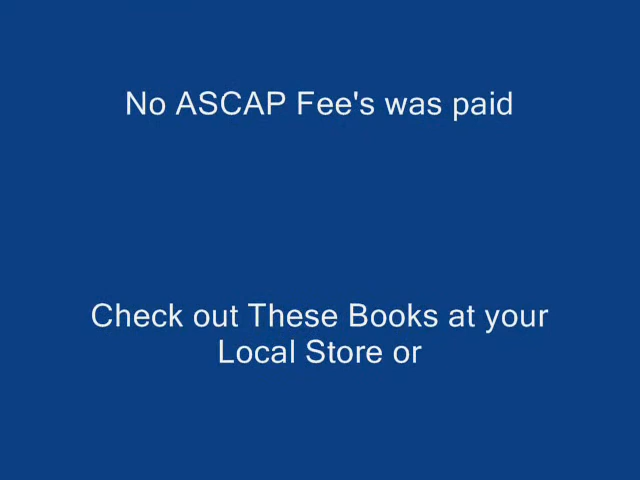 No ASCAP Fee's was paid
Check out These Books at your
Local Store or